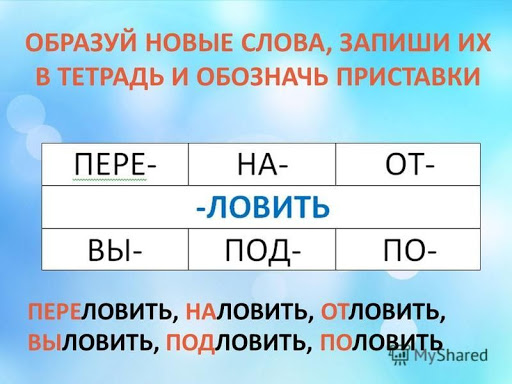 ОБРАЗУЙ НОВЫЕ СЛОВА, ЗАПИШИ ИХ
В ТЕТРАДЬ И ОБОЗНАЧЬ ПРИСТАВКИ
ПЕРЕ- НА- ОТ-
-ЛОВИТЬ
ВЫ- ПОД- ПО-
ПЕРЕЛОВИТЬ, НАЛОВИТЬ, ОТЛОВИТЬ,
ВЫЛОВИТЬ, ПОДЛОВИТЬ, ПОЛОВИТЬ
MyShared